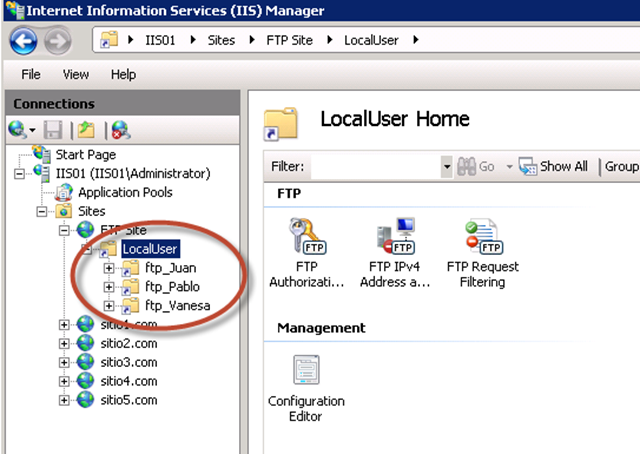 Internet Information Services (IIS) Manager
IIS01 Sites FTP Site LocalUser
File View Help
Connections
Start Page
IIS01 (IIS01\Administrator)
Application Pools
Sites
FTP Site
LocalUser
ftp_Juan
ftp_Pablo
ftp_Vanesa
sitio1.com
sitio2.com
sitio3.com
sitio4.com
sitio5.com
LocalUser Home
Filter: Go Show All Group
FTP
FTP Authorizati...
FTP IPv4 Address a...
FTP Request Filtering
Management
Configuration Editor